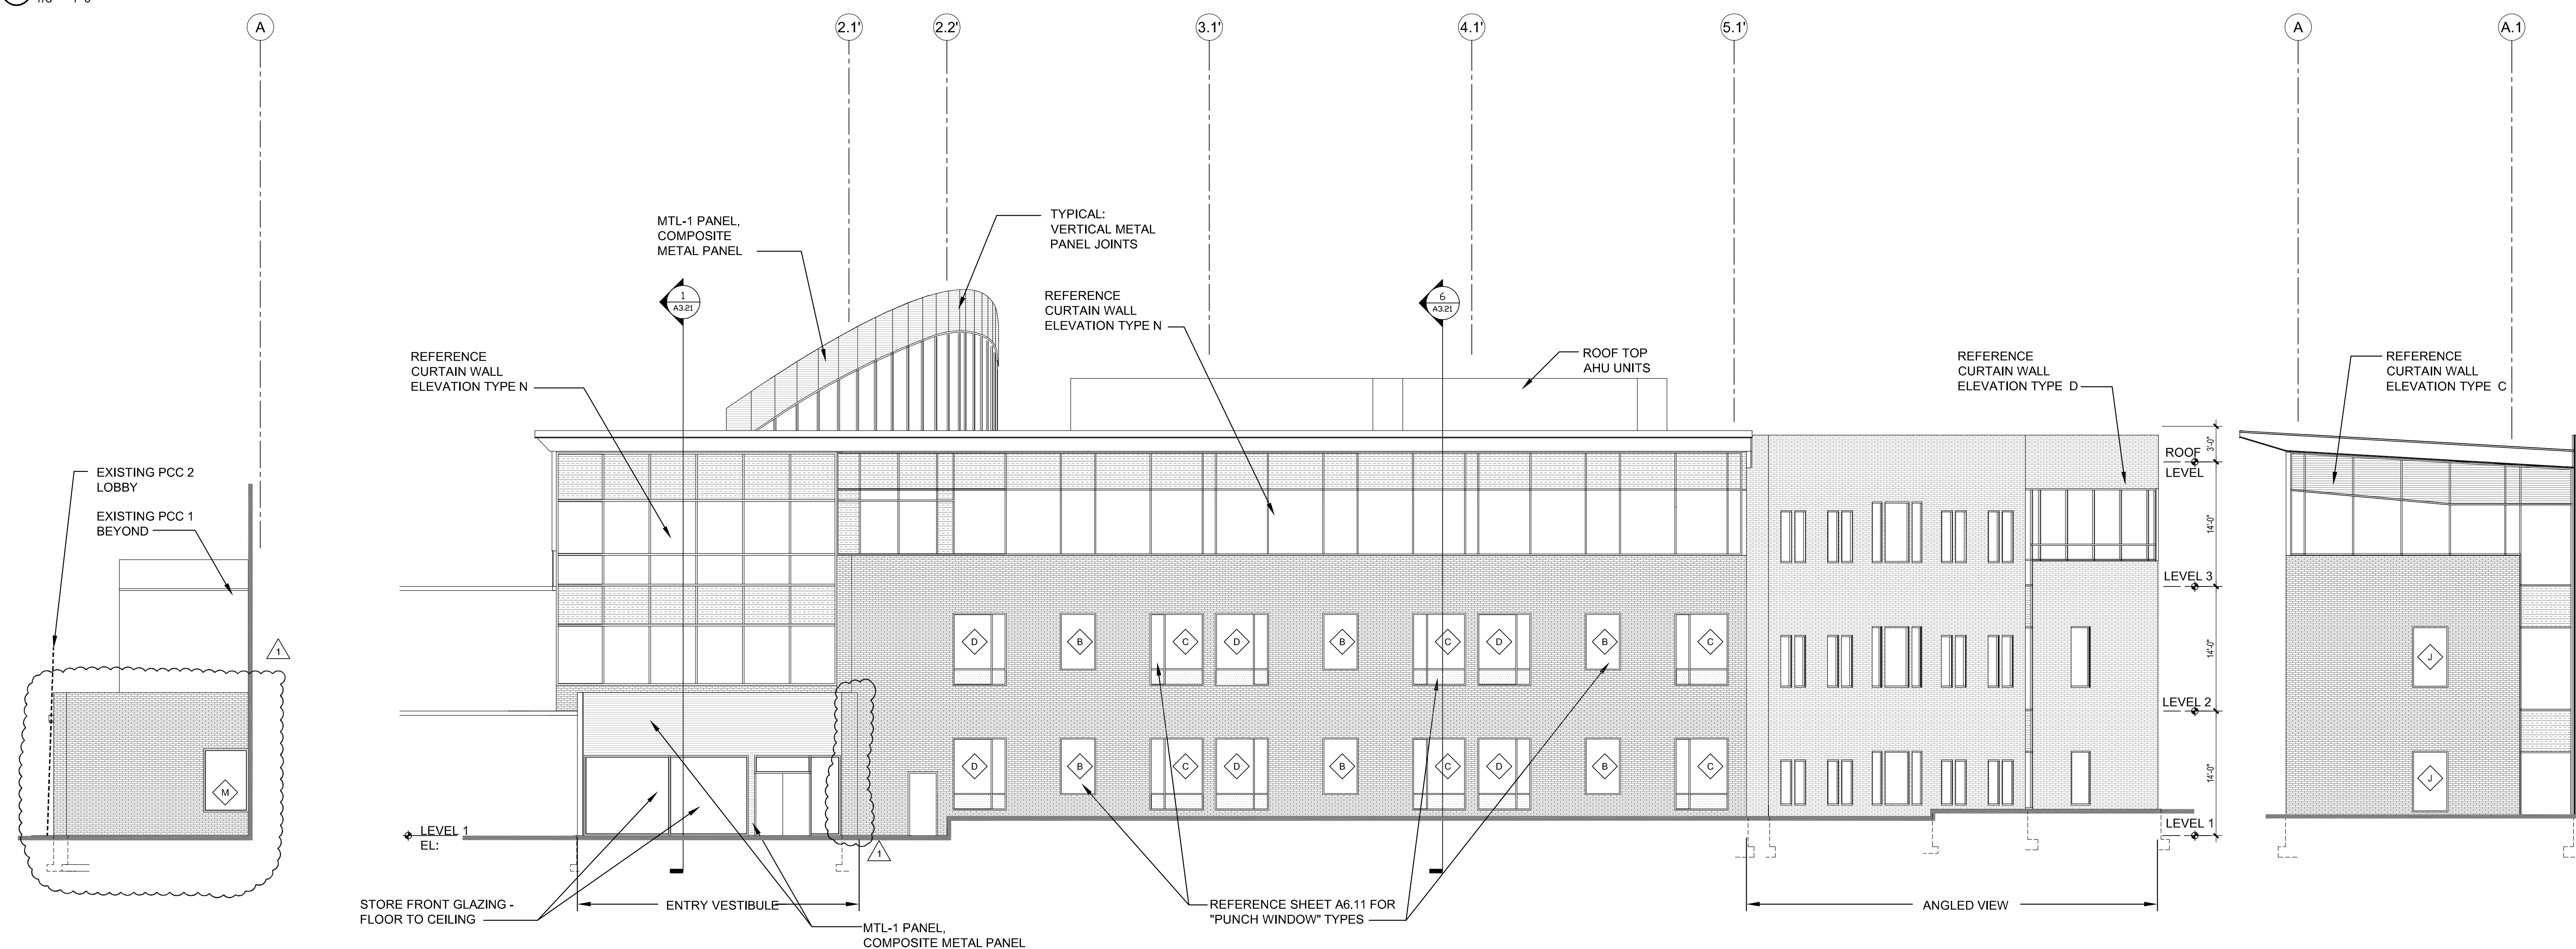 A
2.1'
2.2'
3.1'
4.1'
5.1'
A
A.1
MTL-1 PANEL,
COMPOSITE
METAL PANEL
TYPICAL:
VERTICAL METAL
PANEL JOINTS
1
A3.21
REFERENCE
CURTAIN WALL
ELEVATION TYPE N
6
A3.21
REFERENCE
CURTAIN WALL
ELEVATION TYPE N
ROOF TOP
AHU UNITS
REFERENCE
CURTAIN WALL
ELEVATION TYPE D
REFERENCE
CURTAIN WALL
ELEVATION TYPE C
EXISTING PCC 2
LOBBY
EXISTING PCC 1
BEYOND
ROOF
LEVEL
3'-0"
14'-0"
LEVEL 3
14'-0"
LEVEL 2
14'-0"
LEVEL 1
1
D
B
C
D
B
C
D
B
C
J
D
B
C
D
B
C
D
B
C
J
M
LEVEL 1
EL:
1
STORE FRONT GLAZING -
FLOOR TO CEILING
ENTRY VESTIBULE
MTL-1 PANEL,
COMPOSITE METAL PANEL
REFERENCE SHEET A6.11 FOR
"PUNCH WINDOW" TYPES
ANGLED VIEW